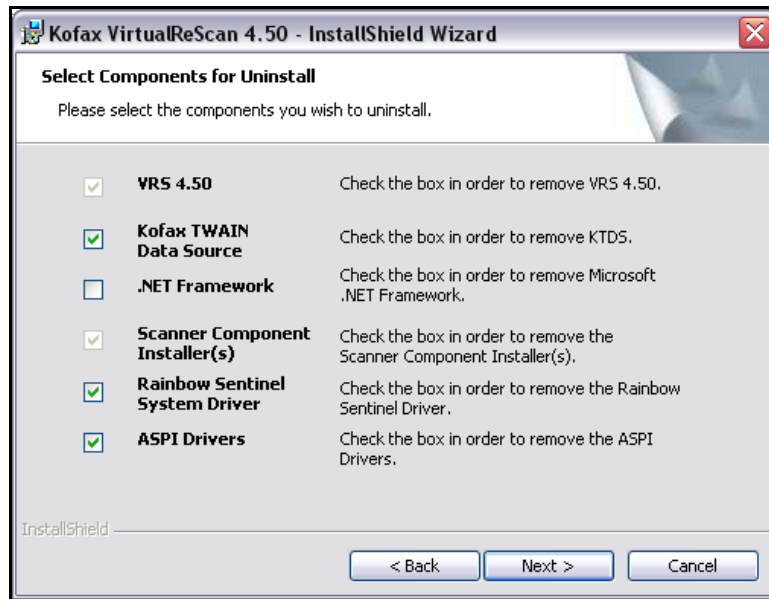 Kofax VirtualReScan 4.50 - InstallShield Wizard
Select Components for Uninstall
Please select the components you wish to uninstall.
VRS 4.50
Check the box in order to remove VRS 4.50.
Kofax TWAIN
Data Source
Check the box in order to remove KTDS.
.NET Framework
Check the box in order to remove Microsoft
.NET Framework.
Scanner Component
Installer(s)
Check the box in order to remove the
Scanner Component Installer(s).
Rainbow Sentinel
System Driver
Check the box in order to remove the Rainbow
Sentinel Driver.
ASPI Drivers
Check the box in order to remove the ASPI
Drivers.
InstallShield
< Back
Next >
Cancel